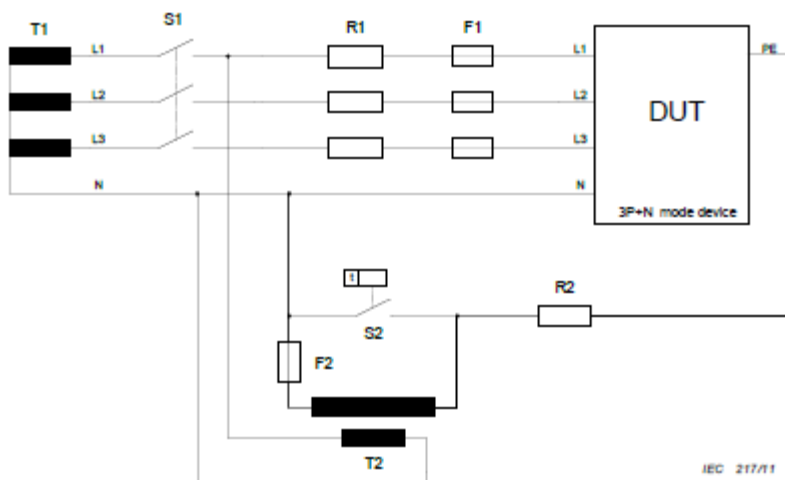 T1
S1
R1
F1
L1
L1
PE
L2
L2
DUT
L3
L3
N
N
3P+N mode device
t
S2
R2
F2
T2
IEC 217/11